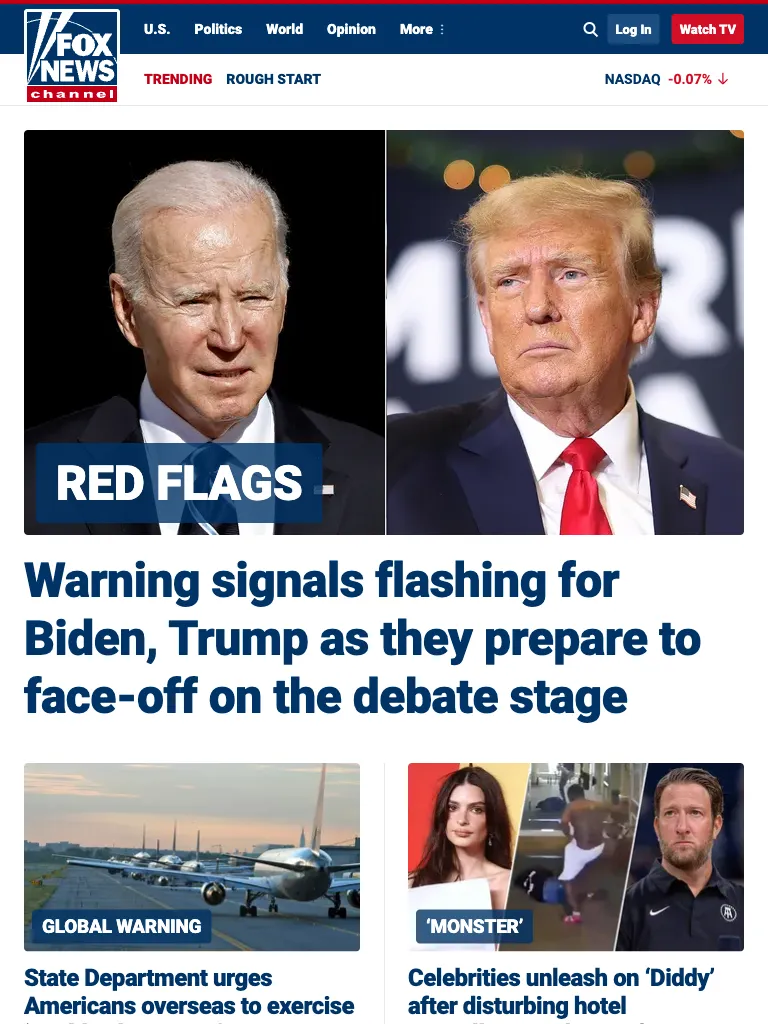 FOX
NEWS
channel
U.S. Politics World Opinion More
Log In
Watch TV
TRENDING ROUGH START
NASDAQ -0.07%
RED FLAGS
Warning signals flashing for
Biden, Trump as they prepare to
face-off on the debate stage
GLOBAL WARNING
State Department urges
Americans overseas to exercise
‘MONSTER’
Celebrities unleash on ‘Diddy’
after disturbing hotel